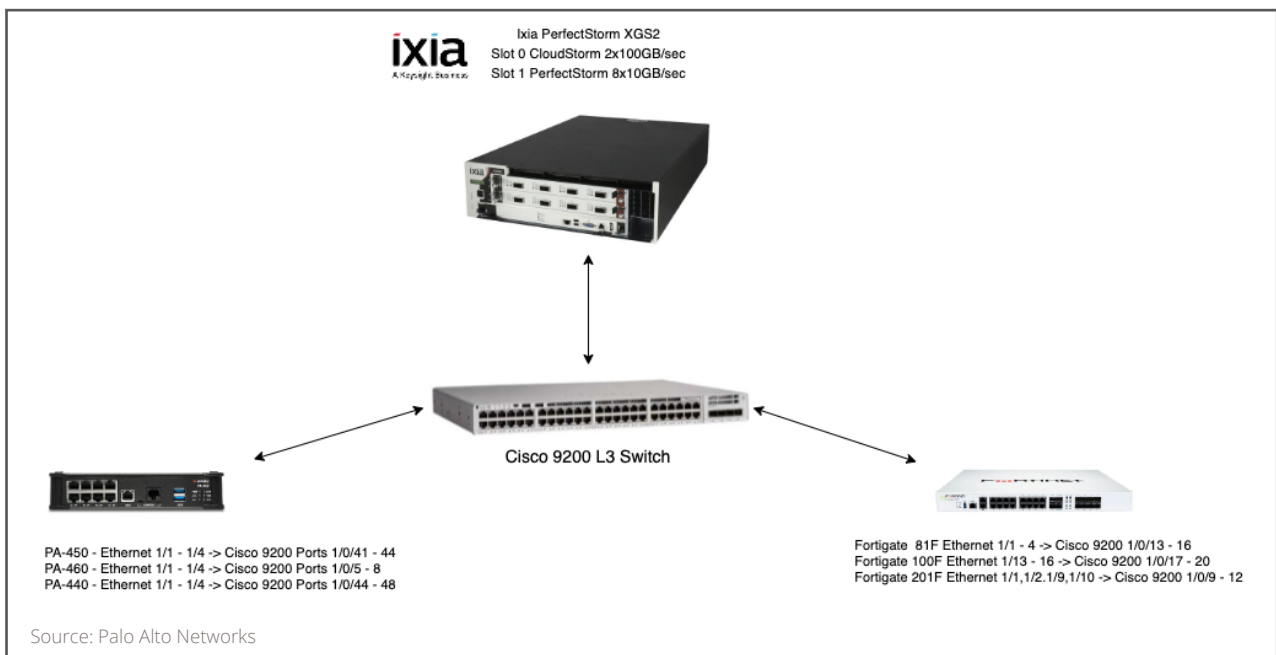 ixia
A Keysight Business
Ixia PerfectStorm XGS2
Slot 0 CloudStorm 2x100GB/sec
Slot 1 PerfectStorm 8x10GB/sec
ixia
Cisco 9200 L3 Switch
FORTINET
PA-450 - Ethernet 1/1 - 1/4 -> Cisco 9200 Ports 1/0/41 - 44
PA-460 - Ethernet 1/1 - 1/4 -> Cisco 9200 Ports 1/0/5 - 8
PA-440 - Ethernet 1/1 - 1/4 -> Cisco 9200 Ports 1/0/44 - 48
Fortigate 81F Ethernet 1/1 - 4 -> Cisco 9200 1/0/13 - 16
Fortigate 100F Ethernet 1/13 - 16 -> Cisco 9200 1/0/17 - 20
Fortigate 201F Ethernet 1/1,1/2.1/9,1/10 -> Cisco 9200 1/0/9 - 12
Source: Palo Alto Networks